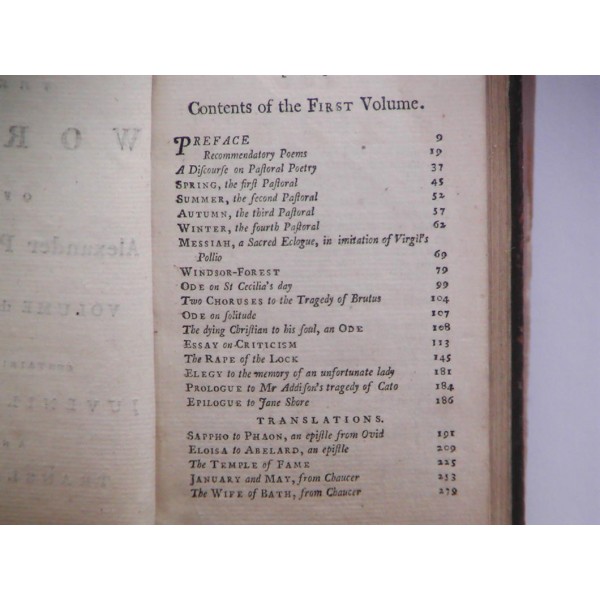 Contents of the FIRST Volume.
PREFACE 9
Recommendatory Poems 19
A Diſcourſe on Paſtoral Poetry 37
SPRING, the firſt Paſtoral 45
SUMMER, the ſecond Paſtoral 52
AUTUMN, the third Paſtoral 57
WINTER, the fourth Paſtoral 62
MESSIAH, a Sacred Eclogue, in imitation of Virgil's
Pollio 69
WINDSOR-FOREST 79
ODE on St Cecilia's day 99
Two CHORUSES to the Tragedy of Brutus 104
ODE on ſolitude 107
The dying Chriſtian to his ſoul, an ODE 108
ESSAY on CRITICISM 113
The RAPE of the LOCK 145
ELEGY to the memory of an unfortunate lady 181
PROLOGUE to Mr Addiſon's tragedy of Cato 184
EPILOGUE to Jane Shore 186
TRANSLATIONS.
SAPPHO to PHAON, an epiſtle from Ovid 191
ELOISA to ABELARD, an epiſtle 209
The TEMPLE of FAME 225
JANUARY and MAY, from Chaucer 253
The WIFE of BATH, from Chaucer 279